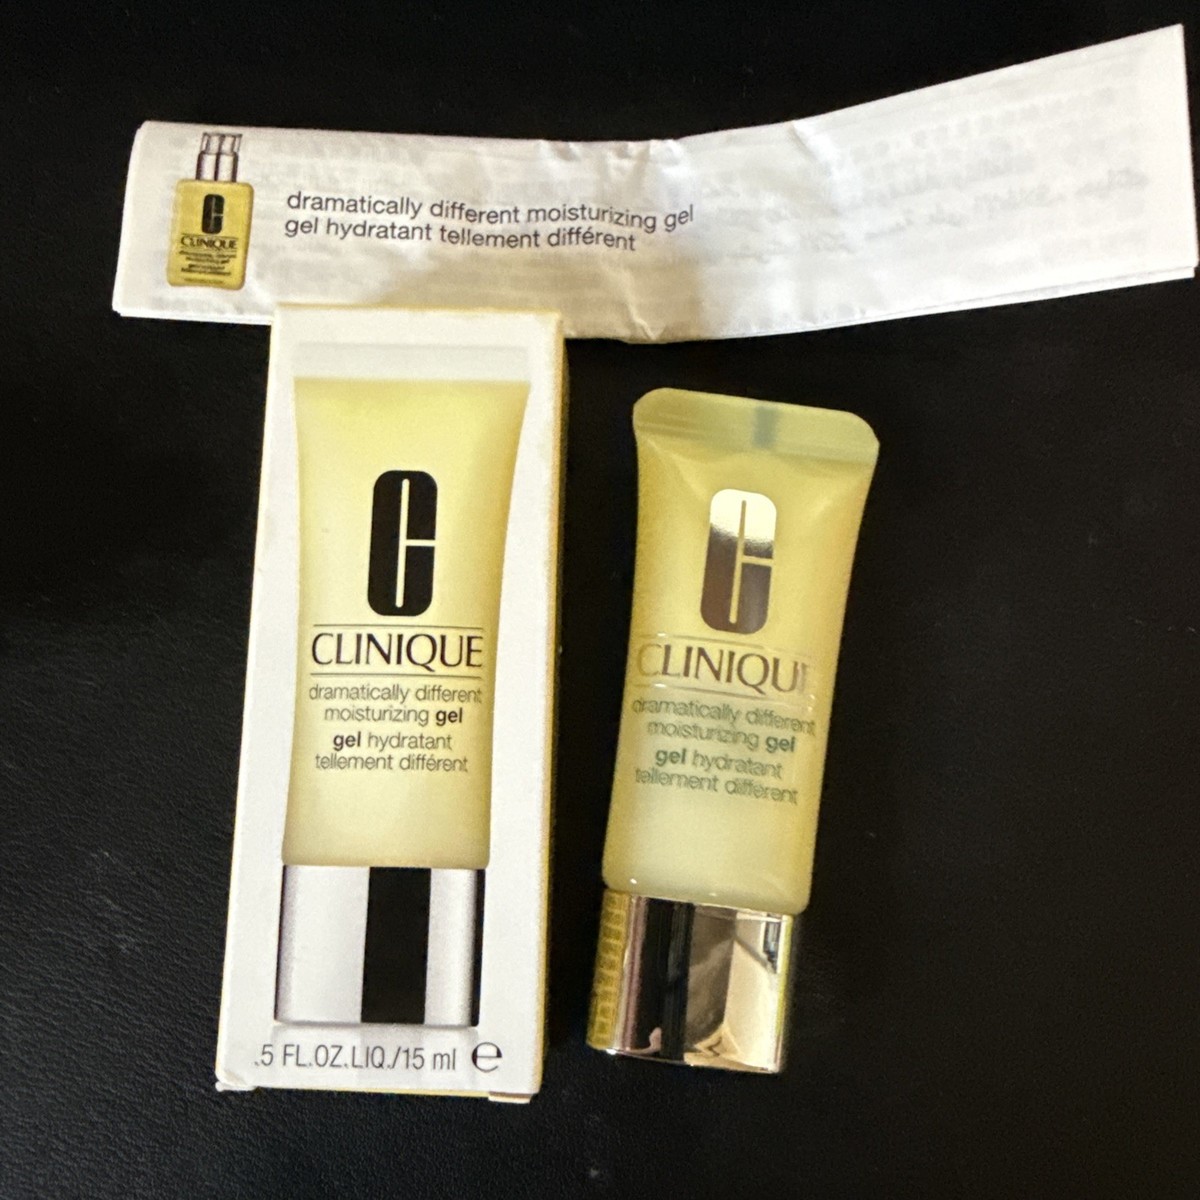 dramatically different moisturizing gel
gel hydratant tellement différent
CLINIQUE
CLINIQUE
dramatically different
moisturizing gel
gel hydratant
tellement différent
.5 FL.OZ.LIQ./15 ml e
CLINIQUE
dramatically different
moisturizing gel
gel hydratant
tellement différent